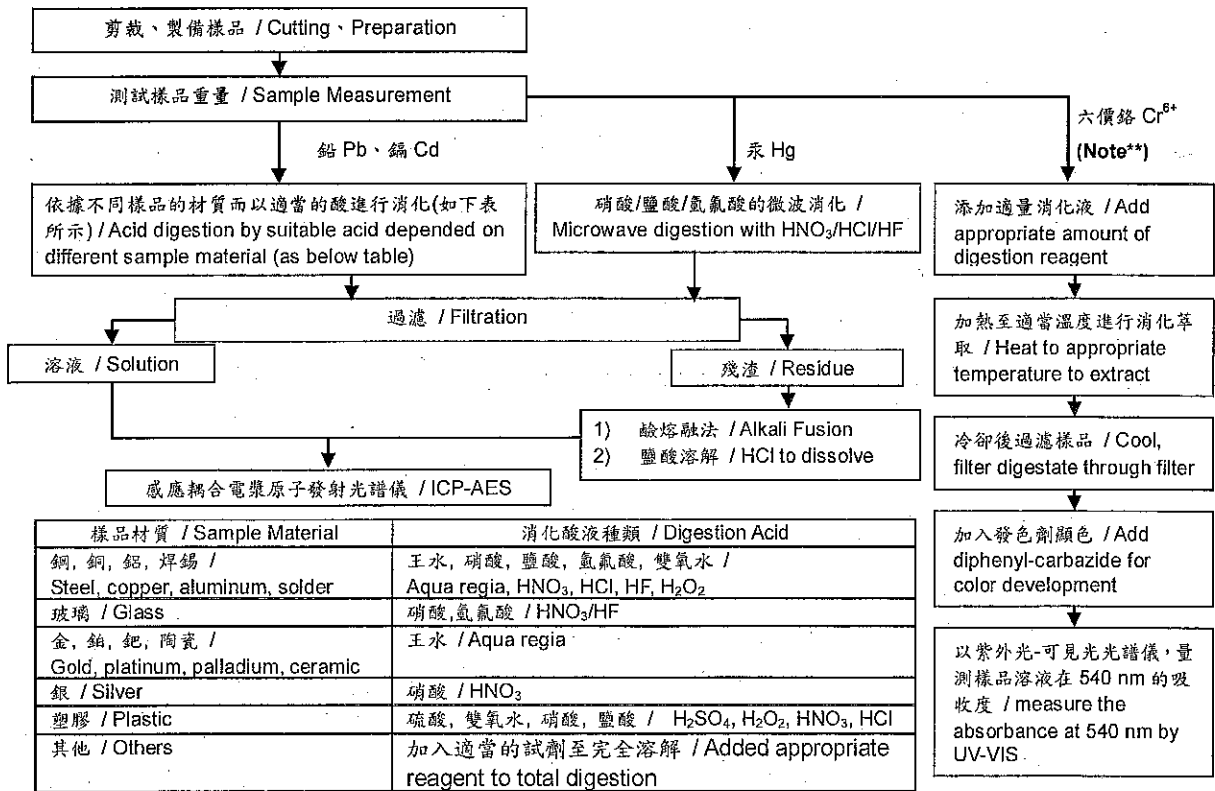 剪裁、製備樣品 / Cutting、Preparation
測試樣品重量 / Sample Measurement
鉛 Pb、鎘 Cd
汞 Hg
六價鉻 Cr⁶⁺
(Note**)
依據不同樣品的材質而以適當的酸進行消化(如下表
所示) / Acid digestion by suitable acid depended on
different sample material (as below table)
硝酸/鹽酸/氫氟酸的微波消化 /
Microwave digestion with HNO₃/HCl/HF
添加適量消化液 / Add
appropriate amount of
digestion reagent
過濾 / Filtration
溶液 / Solution
殘渣 / Residue
加熱至適當溫度進行消化萃
取 / Heat to appropriate
temperature to extract
1) 鹼熔融法 / Alkali Fusion
2) 鹽酸溶解 / HCl to dissolve
冷卻後過濾樣品 / Cool,
filter digestate through filter
感應耦合電漿原子發射光譜儀 / ICP-AES
加入發色劑顯色 / Add
diphenyl-carbazide for
color development
以紫外光-可見光光譜儀，量
測樣品溶液在 540 nm 的吸
收度 / measure the
absorbance at 540 nm by
UV-VIS
樣品材質 / Sample Material 消化酸液種類 / Digestion Acid
鋼, 銅, 鋁, 焊錫 / 王水, 硝酸, 鹽酸, 氫氟酸, 雙氧水 /
Steel, copper, aluminum, solder Aqua regia, HNO₃, HCl, HF, H₂O₂
玻璃 / Glass 硝酸,氫氟酸 / HNO₃/HF
金, 鉑, 鈀, 陶瓷 / 王水 / Aqua regia
Gold, platinum, palladium, ceramic
銀 / Silver 硝酸 / HNO₃
塑膠 / Plastic 硫酸, 雙氧水, 硝酸, 鹽酸 / H₂SO₄, H₂O₂, HNO₃, HCl
其他 / Others 加入適當的試劑至完全溶解 / Added appropriate
reagent to total digestion